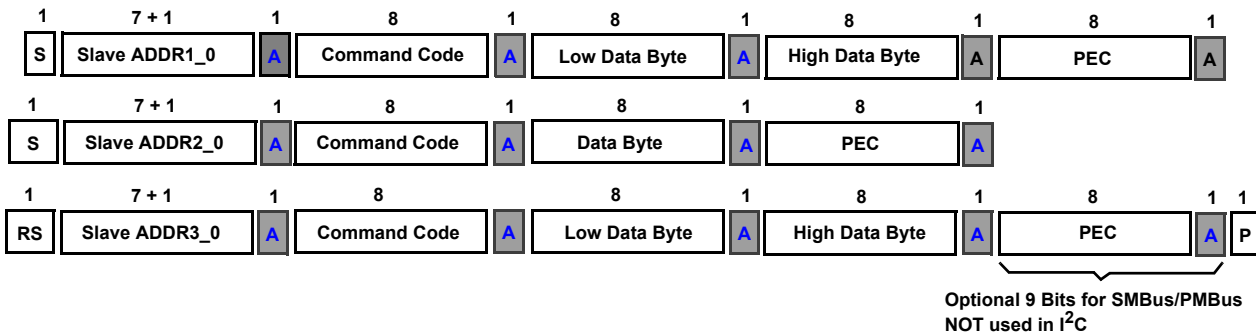 1 7 + 1 1 8 1 8 1 8 1 8 1
S Slave ADDR1_0 A Command Code A Low Data Byte A High Data Byte A PEC A
1 7 + 1 1 8 1 8 1 8 1
S Slave ADDR2_0 A Command Code A Data Byte A PEC A
1 7 + 1 1 8 1 8 1 8 1 8 1 1
RS Slave ADDR3_0 A Command Code A Low Data Byte A High Data Byte A PEC A P
Optional 9 Bits for SMBus/PMBus
NOT used in I²C